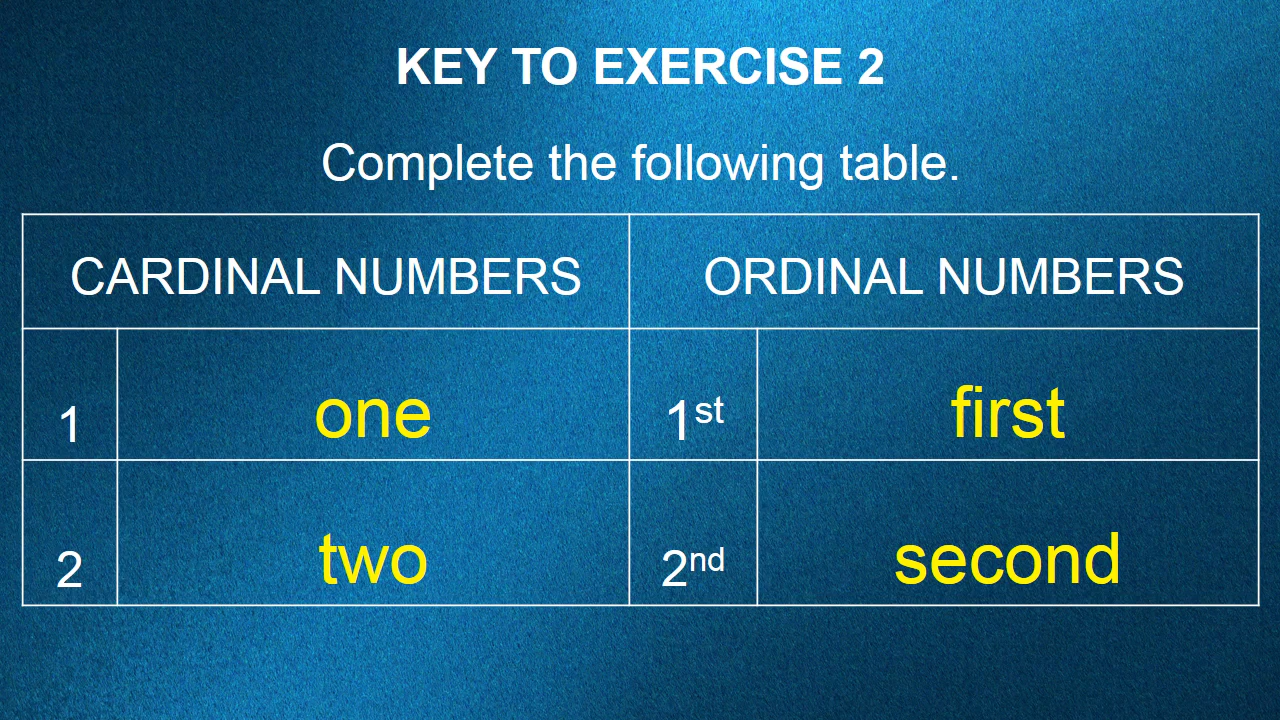 KEY TO EXERCISE 2
Complete the following table.
CARDINAL NUMBERS ORDINAL NUMBERS
1 one 1st first
2 two 2nd second